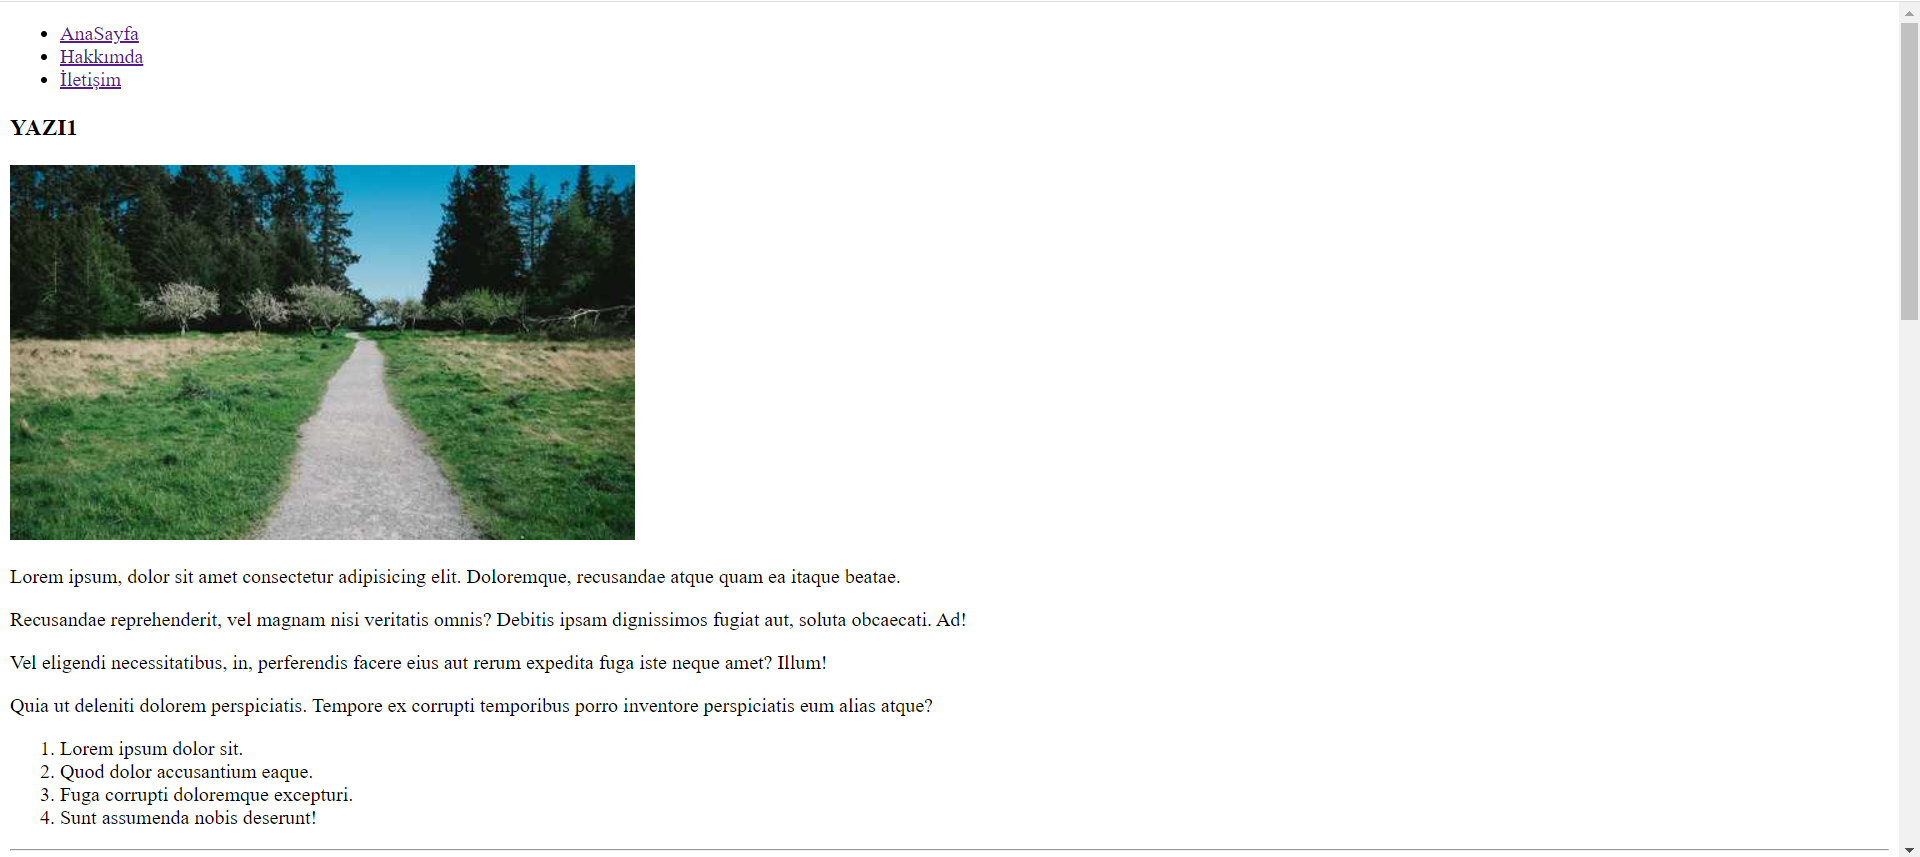 AnaSayfa
Hakkımda
İletişim
YAZI1
Lorem ipsum, dolor sit amet consectetur adipisicing elit. Doloremque, recusandae atque quam ea itaque beatae.
Recusandae reprehenderit, vel magnam nisi veritatis omnis? Debitis ipsam dignissimos fugiat aut, soluta obcaecati. Ad!
Vel eligendi necessitatibus, in, perferendis facere eius aut rerum expedita fuga iste neque amet? Illum!
Quia ut deleniti dolorem perspiciatis. Tempore ex corrupti temporibus porro inventore perspiciatis eum alias atque?
1. Lorem ipsum dolor sit.
2. Quod dolor accusantium eaque.
3. Fuga corrupti doloremque excepturi.
4. Sunt assumenda nobis deserunt!